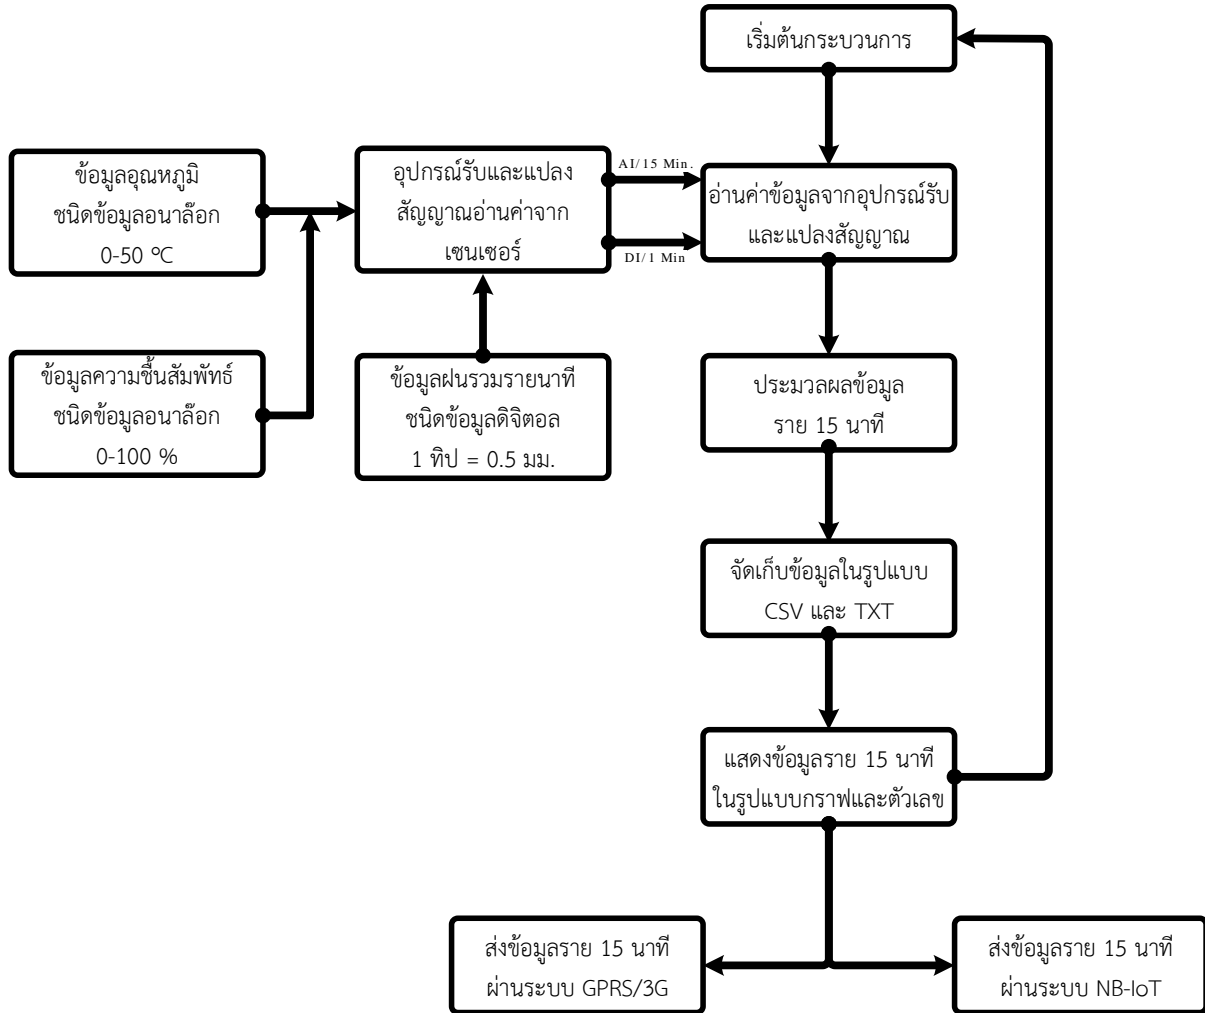 เริ่มต้นกระบวนการ
ข้อมูลอุณหภูมิ
ชนิดข้อมูลอนาล๊อก
0-50 ºC
อุปกรณ์รับและแปลง
สัญญาณอ่านค่าจาก
เซนเซอร์
AI/15 Min.
DI/1 Min
อ่านค่าข้อมูลจากอุปกรณ์รับ
และแปลงสัญญาณ
ข้อมูลความชื้นสัมพัทธ์
ชนิดข้อมูลอนาล๊อก
0-100 %
ข้อมูลฝนรวมรายนาที
ชนิดข้อมูลดิจิตอล
1 ทิป = 0.5 มม.
ประมวลผลข้อมูล
ราย 15 นาที
จัดเก็บข้อมูลในรูปแบบ
CSV และ TXT
แสดงข้อมูลราย 15 นาที
ในรูปแบบกราฟและตัวเลข
ส่งข้อมูลราย 15 นาที
ผ่านระบบ GPRS/3G
ส่งข้อมูลราย 15 นาที
ผ่านระบบ NB-IoT